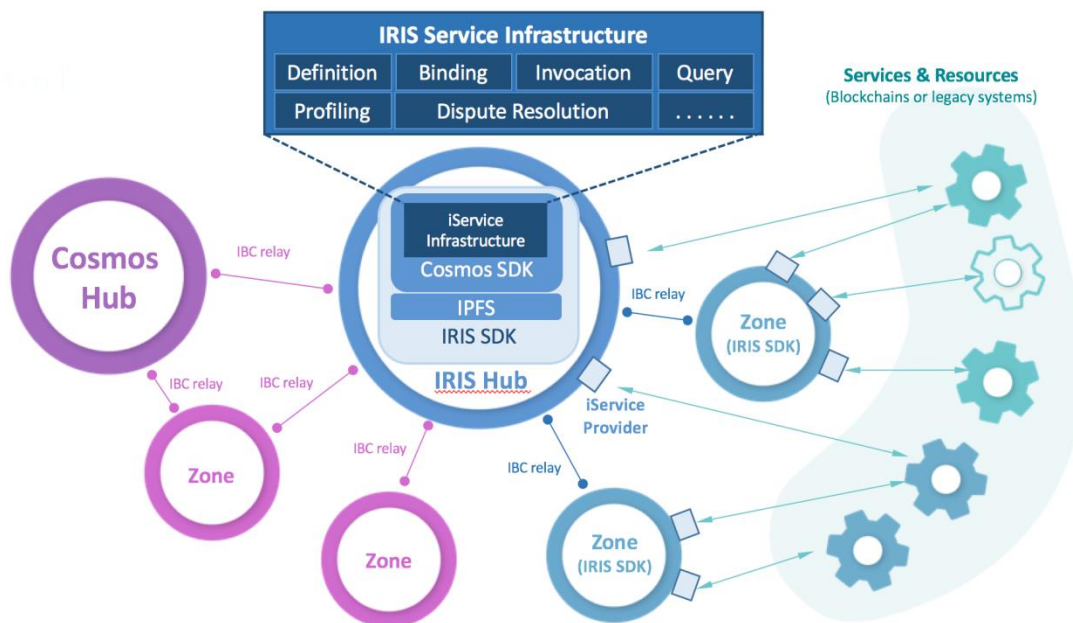 IRIS Service Infrastructure
Definition
Binding
Invocation
Query
Profiling
Dispute Resolution
......
Services & Resources
(Blockchains or legacy systems)
iService
Infrastructure
Cosmos SDK
IPFS
IRIS SDK
IRIS Hub
Cosmos
Hub
IBC relay
IBC relay
IBC relay
IBC relay
IBC relay
IBC relay
Zone
(IRIS SDK)
iService
Provider
Zone
Zone
Zone
(IRIS SDK)